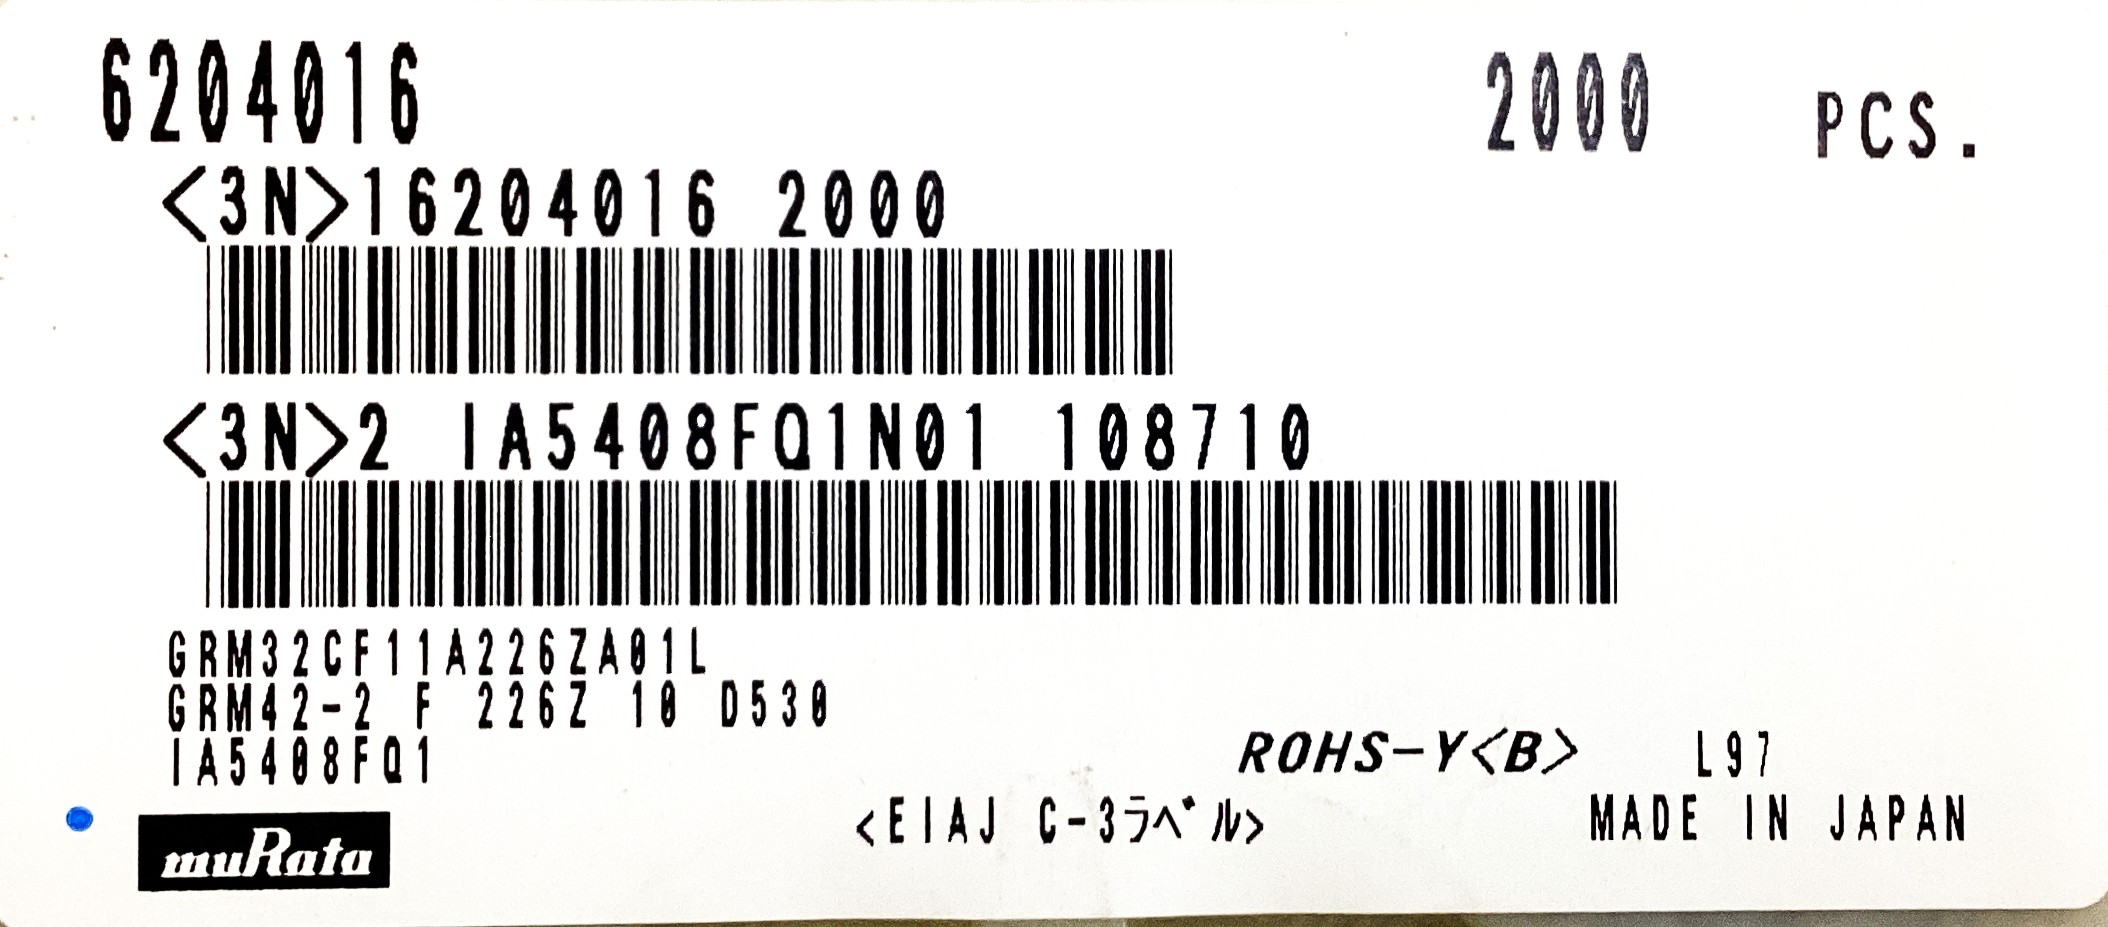 6204016 2000 PCS.
<3N>16204016 2000
<3N>2 IA5408FQ1N01 108710
GRM32CF11A226ZA01L
GRM42-2 F 226Z 10 D530
IA5408FQ1
ROHS-Y<B> L97
<EIAJ C-3ラベル> MADE IN JAPAN
muRata